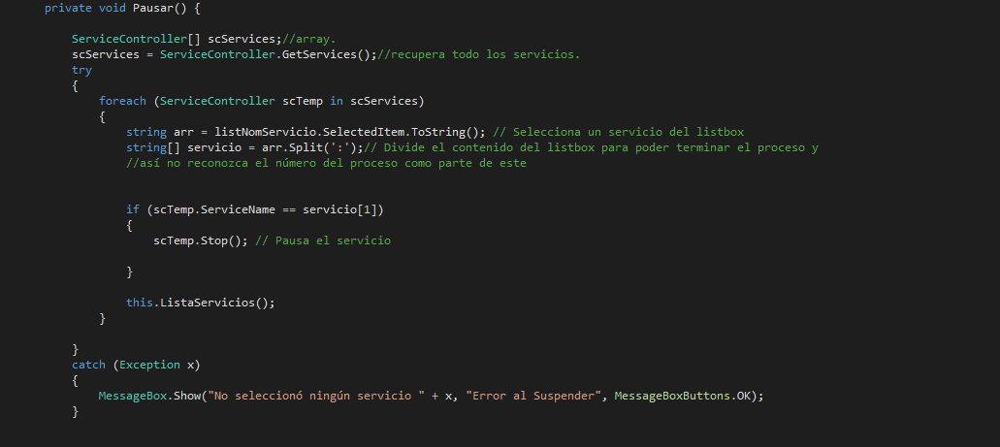 private void Pausar() {
ServiceController[] scServices;//array.
scServices = ServiceController.GetServices();//recupera todo los servicios.
try
{
foreach (ServiceController scTemp in scServices)
{
string arr = listNomServicio.SelectedItem.ToString(); // Selecciona un servicio del listbox
string[] servicio = arr.Split(':');// Divide el contenido del listbox para poder terminar el proceso y
//así no reconozca el número del proceso como parte de este
if (scTemp.ServiceName == servicio[1])
{
scTemp.Stop(); // Pausa el servicio
}
this.ListaServicios();
}
}
catch (Exception x)
{
MessageBox.Show("No seleccionó ningún servicio " + x, "Error al Suspender", MessageBoxButtons.OK);
}